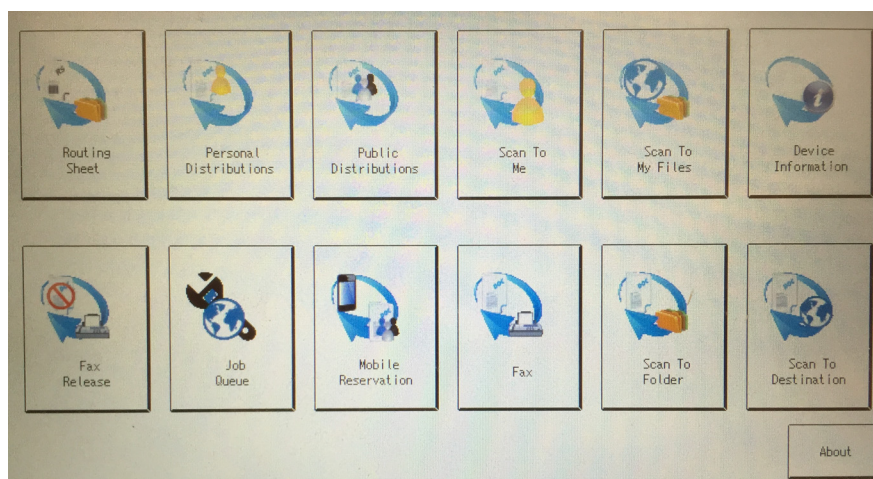 Routing
Sheet
Personal
Distributions
Public
Distributions
Scan To
Me
Scan To
My Files
Device
Information
Fax
Release
Job
Queue
Mobile
Reservation
Fax
Scan To
Folder
Scan To
Destination
About